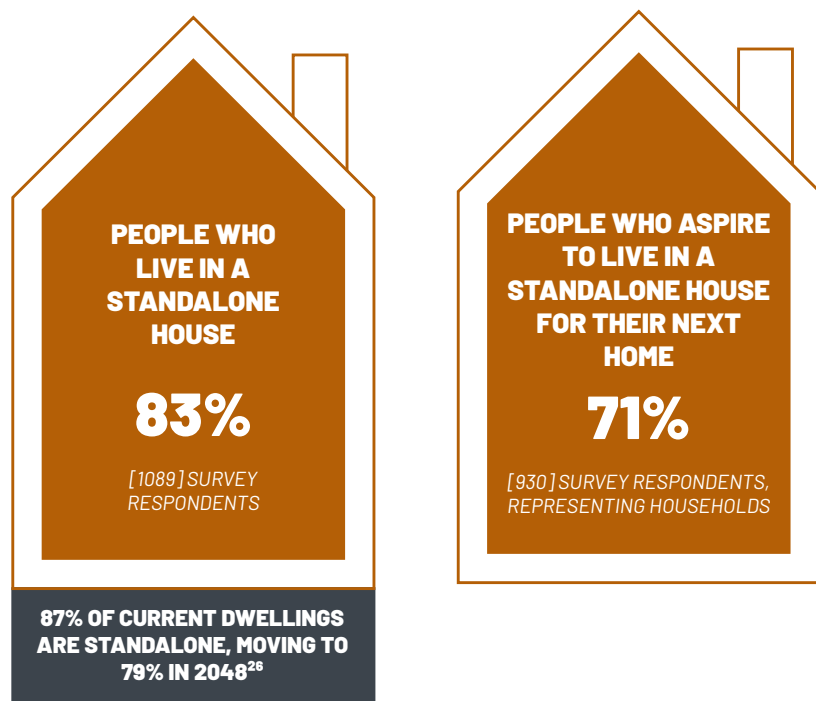 PEOPLE WHO
LIVE IN A
STANDALONE
HOUSE
83%
[1089] SURVEY
RESPONDENTS
87% OF CURRENT DWELLINGS
ARE STANDALONE, MOVING TO
79% IN 2048²⁶
PEOPLE WHO ASPIRE
TO LIVE IN A
STANDALONE HOUSE
FOR THEIR NEXT
HOME
71%
[930] SURVEY RESPONDENTS,
REPRESENTING HOUSEHOLDS